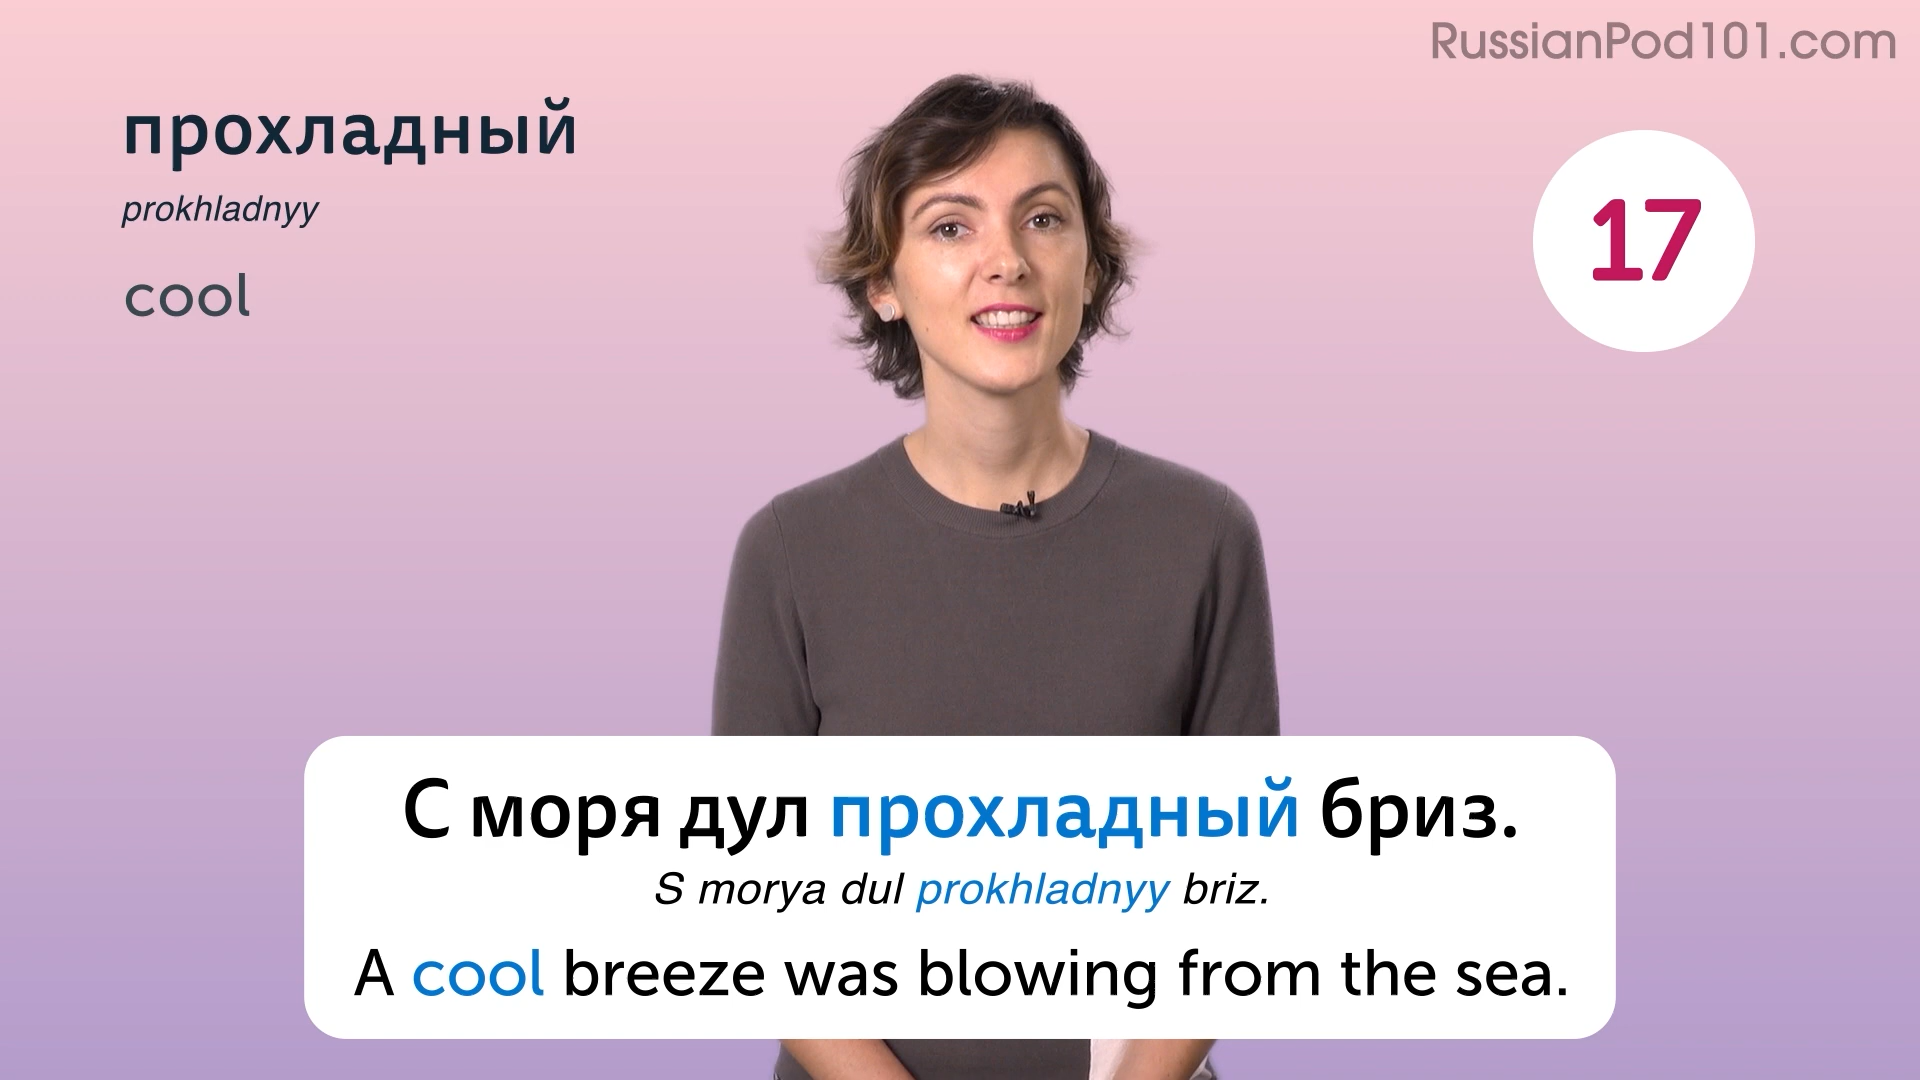 RussianPod101.com
прохладный
prokhladnyy
cool
17
С моря дул прохладный бриз.
S morya dul prokhladnyy briz.
A cool breeze was blowing from the sea.